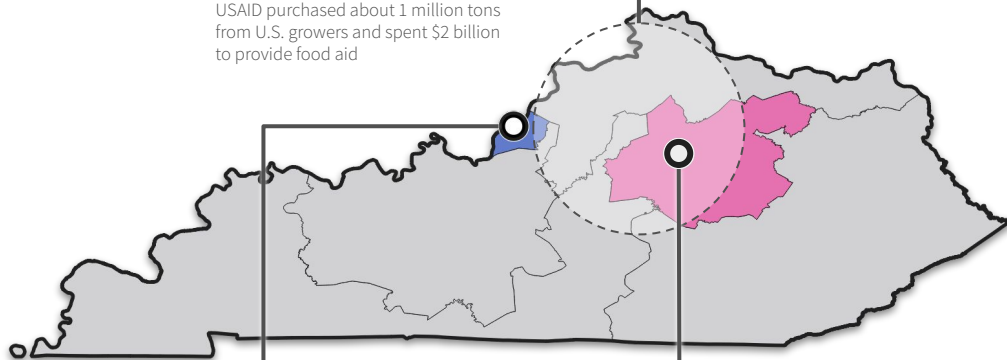 USAID purchased about 1 million tons
from U.S. growers and spent $2 billion
to provide food aid